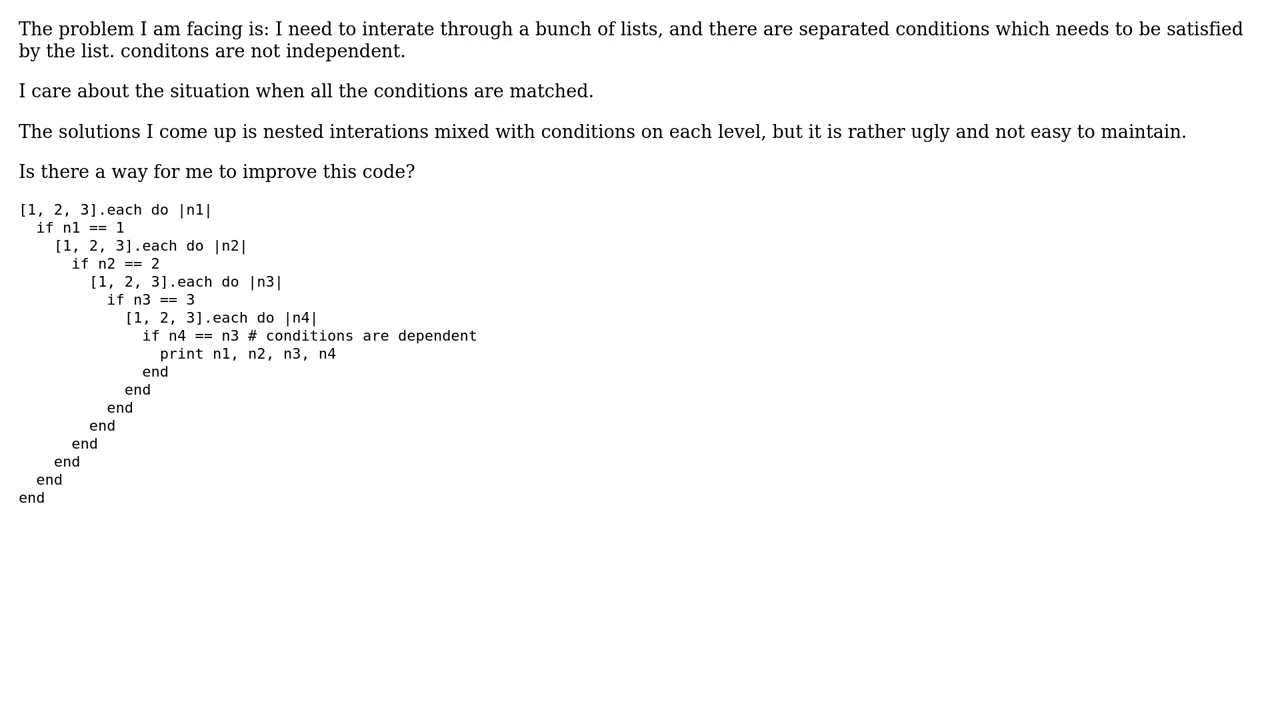 The problem I am facing is: I need to interate through a bunch of lists, and there are separated conditions which needs to be satisfied
by the list. conditons are not independent.
I care about the situation when all the conditions are matched.
The solutions I come up is nested interations mixed with conditions on each level, but it is rather ugly and not easy to maintain.
Is there a way for me to improve this code?
[1, 2, 3].each do |n1|
  if n1 == 1
    [1, 2, 3].each do |n2|
      if n2 == 2
        [1, 2, 3].each do |n3|
          if n3 == 3
            [1, 2, 3].each do |n4|
              if n4 == n3 # conditions are dependent
                print n1, n2, n3, n4
              end
            end
          end
        end
      end
    end
  end
end